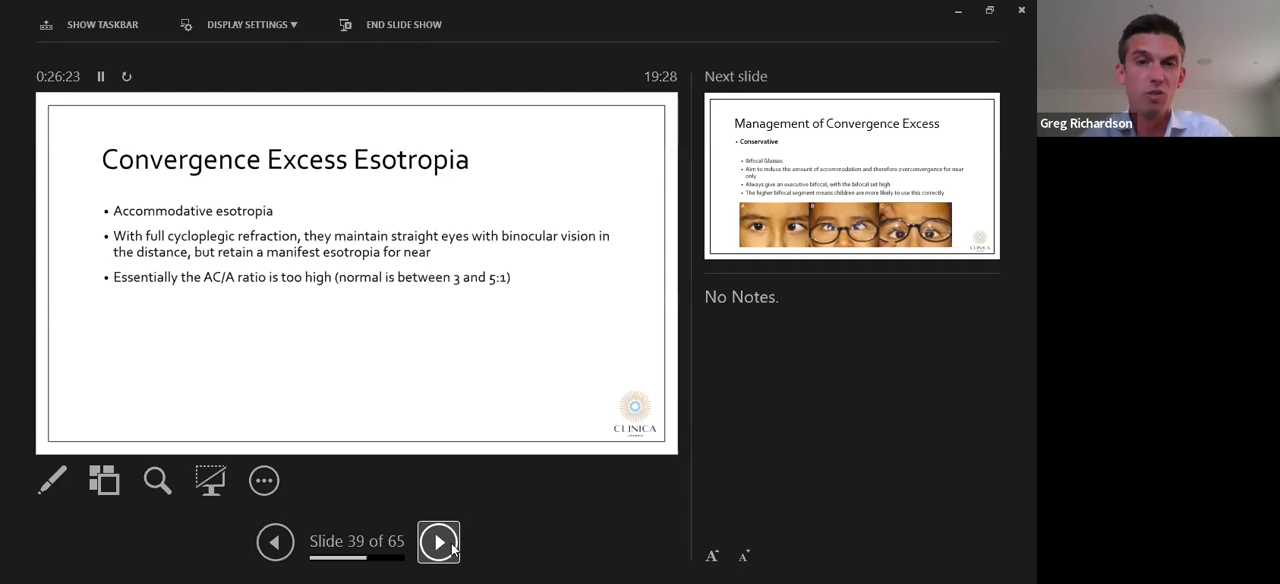 SHOW TASKBAR
DISPLAY SETTINGS ▼
END SLIDE SHOW
0:26:23
19:28
Convergence Excess Esotropia
• Accommodative esotropia
• With full cycloplegic refraction, they maintain straight eyes with binocular vision in
the distance, but retain a manifest esotropia for near
• Essentially the AC/A ratio is too high (normal is between 3 and 5:1)
CLINICA
LONDON
Slide 39 of 65
Next slide
Management of Convergence Excess
• Conservative
• Bifocal Glasses
• Aim to reduce the amount of accommodation and therefore overconvergence for near
only
• Always give an executive bifocal, with the bifocal set high
• The higher bifocal segment means children are more likely to use this correctly
A
B
CLINICA
No Notes.
A
A
Greg Richardson